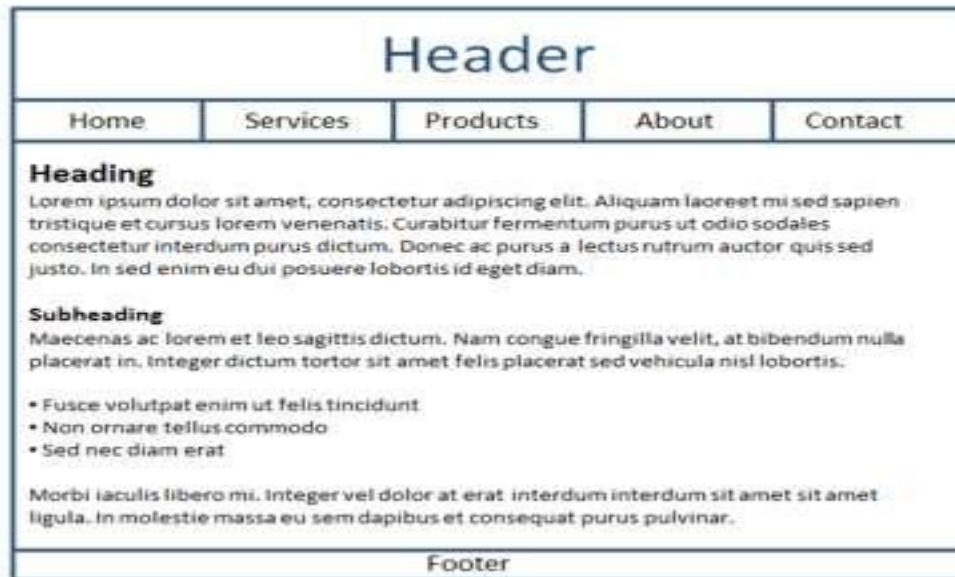 Header
Home Services Products About Contact
Heading
Lorem ipsum dolor sit amet, consectetur adipiscing elit. Aliquam laoreet mi sed sapien
tristique et cursus lorem venenatis. Curabitur fermentum purus ut odio sodales
consectetur interdum purus dictum. Donec ac purus a lectus rutrum auctor quis sed
justo. In sed enim eu dui posuere lobortis id eget diam.
Subheading
Maecenas ac lorem et leo sagittis dictum. Nam congue fringilla velit, at bibendum nulla
placerat in. Integer dictum tortor sit amet felis placerat sed vehicula nisl lobortis.
• Fusce volutpat enim ut felis tincidunt
• Non ornare tellus commodo
• Sed nec diam erat
Morbi iaculis libero mi. Integer vel dolor at erat interdum interdum sit amet sit amet
ligula. In molestie massa eu sem dapibus et consequat purus pulvinar.
Footer